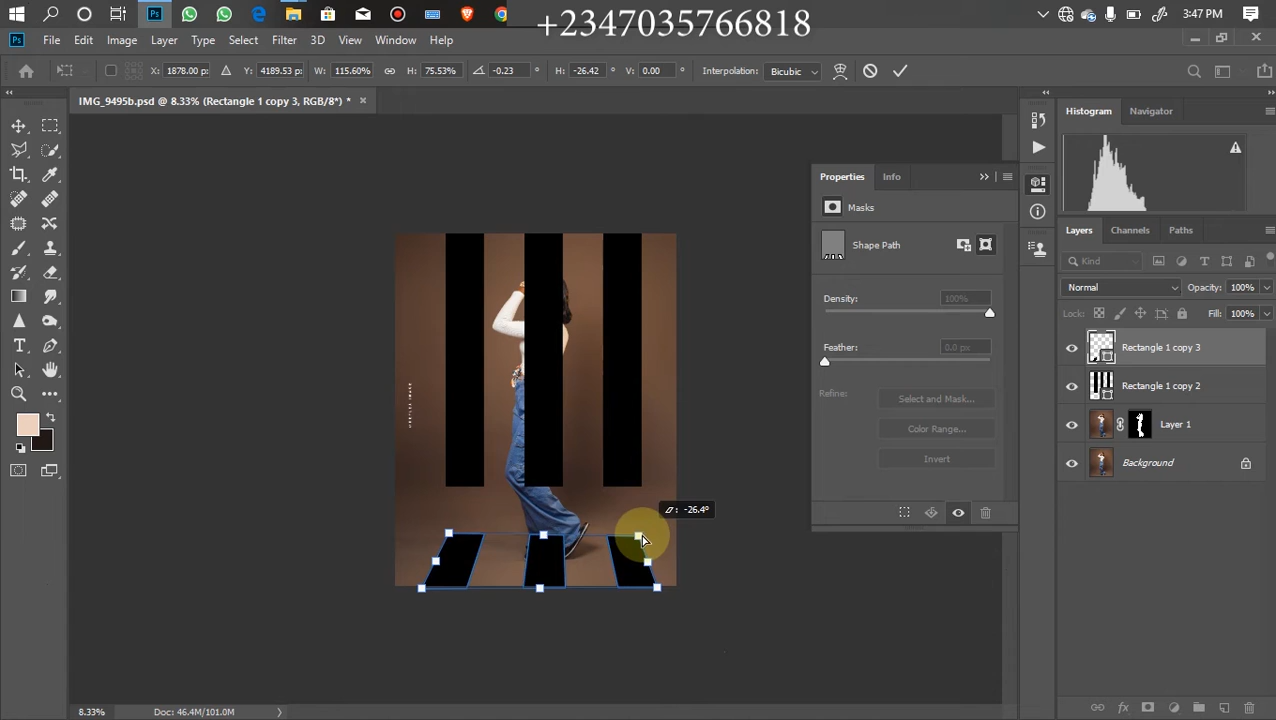 +2347035766818
3:47 PM
File Edit Image Layer Type Select Filter 3D View Window Help
X: 1878.00 p: Y: 4189.53 p: W: 115.60% H: 75.53% -0.23 ° H: -26.42 ° V: 0.00 ° Interpolation: Bicubic
IMG_9495b.psd @ 8.33% (Rectangle 1 copy 3, RGB/8*) *
Histogram Navigator
Properties Info
Masks
Shape Path
Density: 100%
Feather: 0.0 px
Refine: Select and Mask...
Color Range...
Invert
Layers Channels Paths
Kind
Normal Opacity: 100%
Lock: Fill: 100%
Rectangle 1 copy 3
Rectangle 1 copy 2
Layer 1
Background
-26.4°
8.33% Doc: 46.4M/101.0M